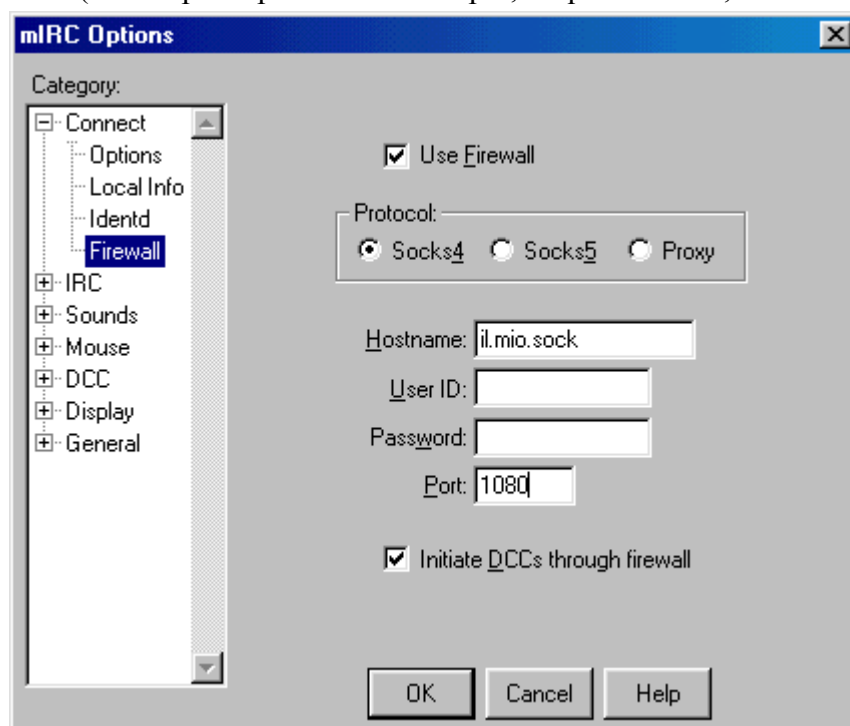 mIRC Options
Category:
Connect
Options
Local Info
Identd
Firewall
IRC
Sounds
Mouse
DCC
Display
General
Use Firewall
Protocol:
Socks4 Socks5 Proxy
Hostname: il.mio.sock
User ID:
Password:
Port: 1080
Initiate DCCs through firewall
OK Cancel Help